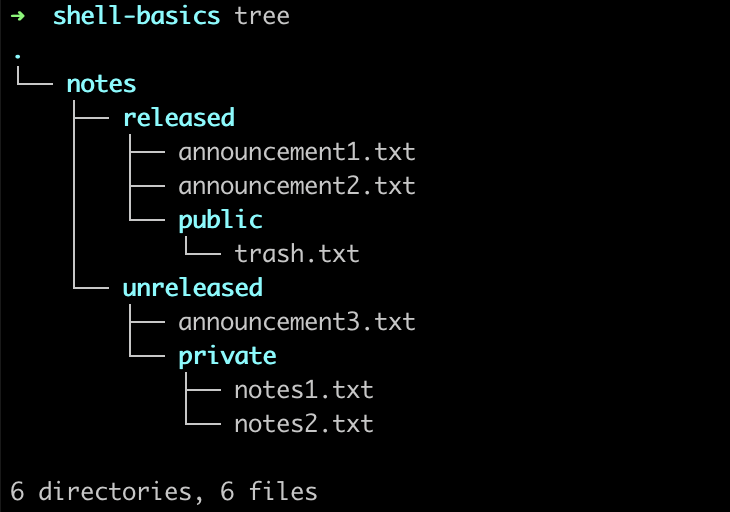 ➜  shell-basics tree
.
└── notes
    ├── released
    │   ├── announcement1.txt
    │   ├── announcement2.txt
    │   └── public
    │       └── trash.txt
    └── unreleased
        ├── announcement3.txt
        └── private
            ├── notes1.txt
            └── notes2.txt

6 directories, 6 files